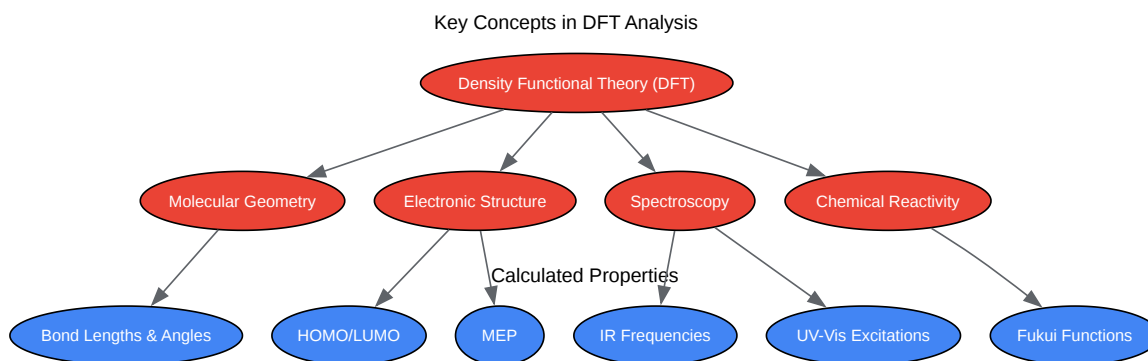 Key Concepts in DFT Analysis
Density Functional Theory (DFT)
Molecular Geometry
Electronic Structure
Spectroscopy
Chemical Reactivity
Calculated Properties
Bond Lengths & Angles
HOMO/LUMO
MEP
IR Frequencies
UV-Vis Excitations
Fukui Functions